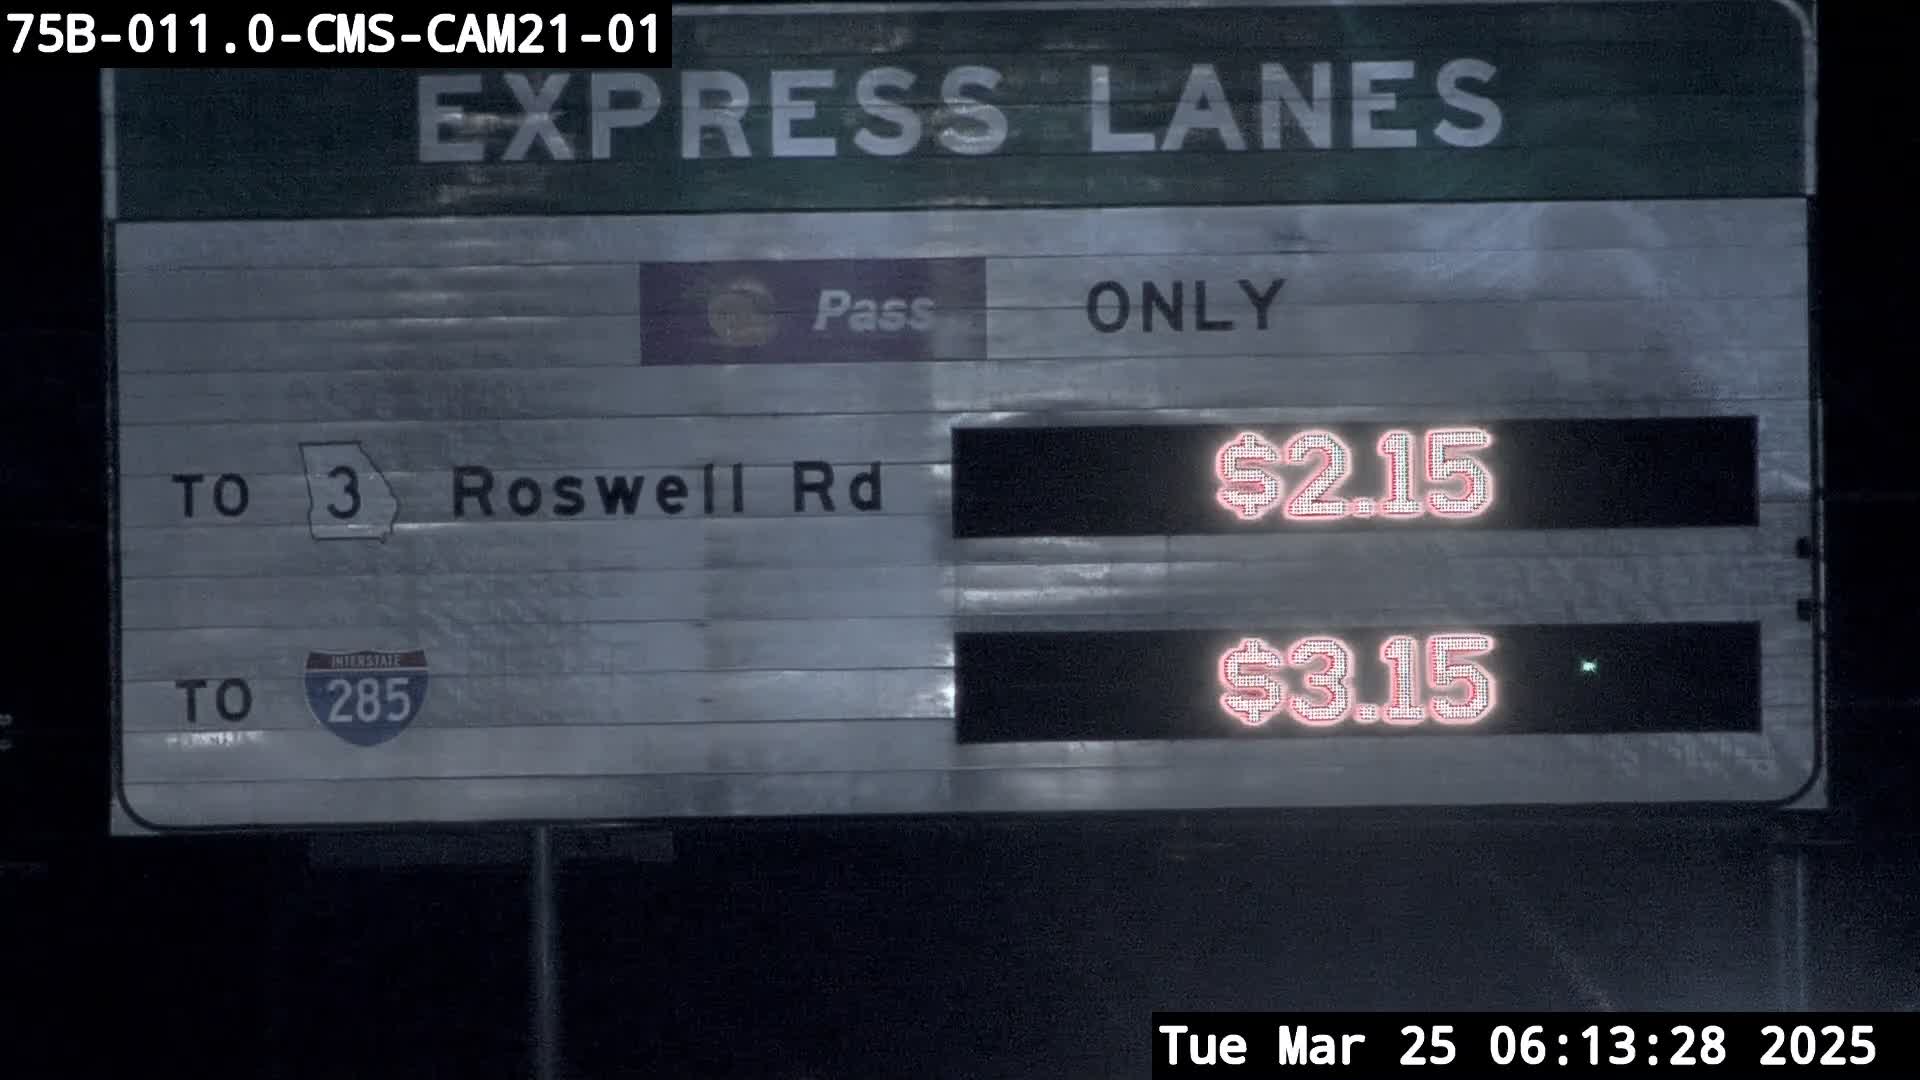 75B-011.0-CMS-CAM21-01
EXPRESS LANES
Pass ONLY
TO 3 Roswell Rd $2.15
INTERSTATE
TO 285 $3.15
Tue Mar 25 06:13:28 2025